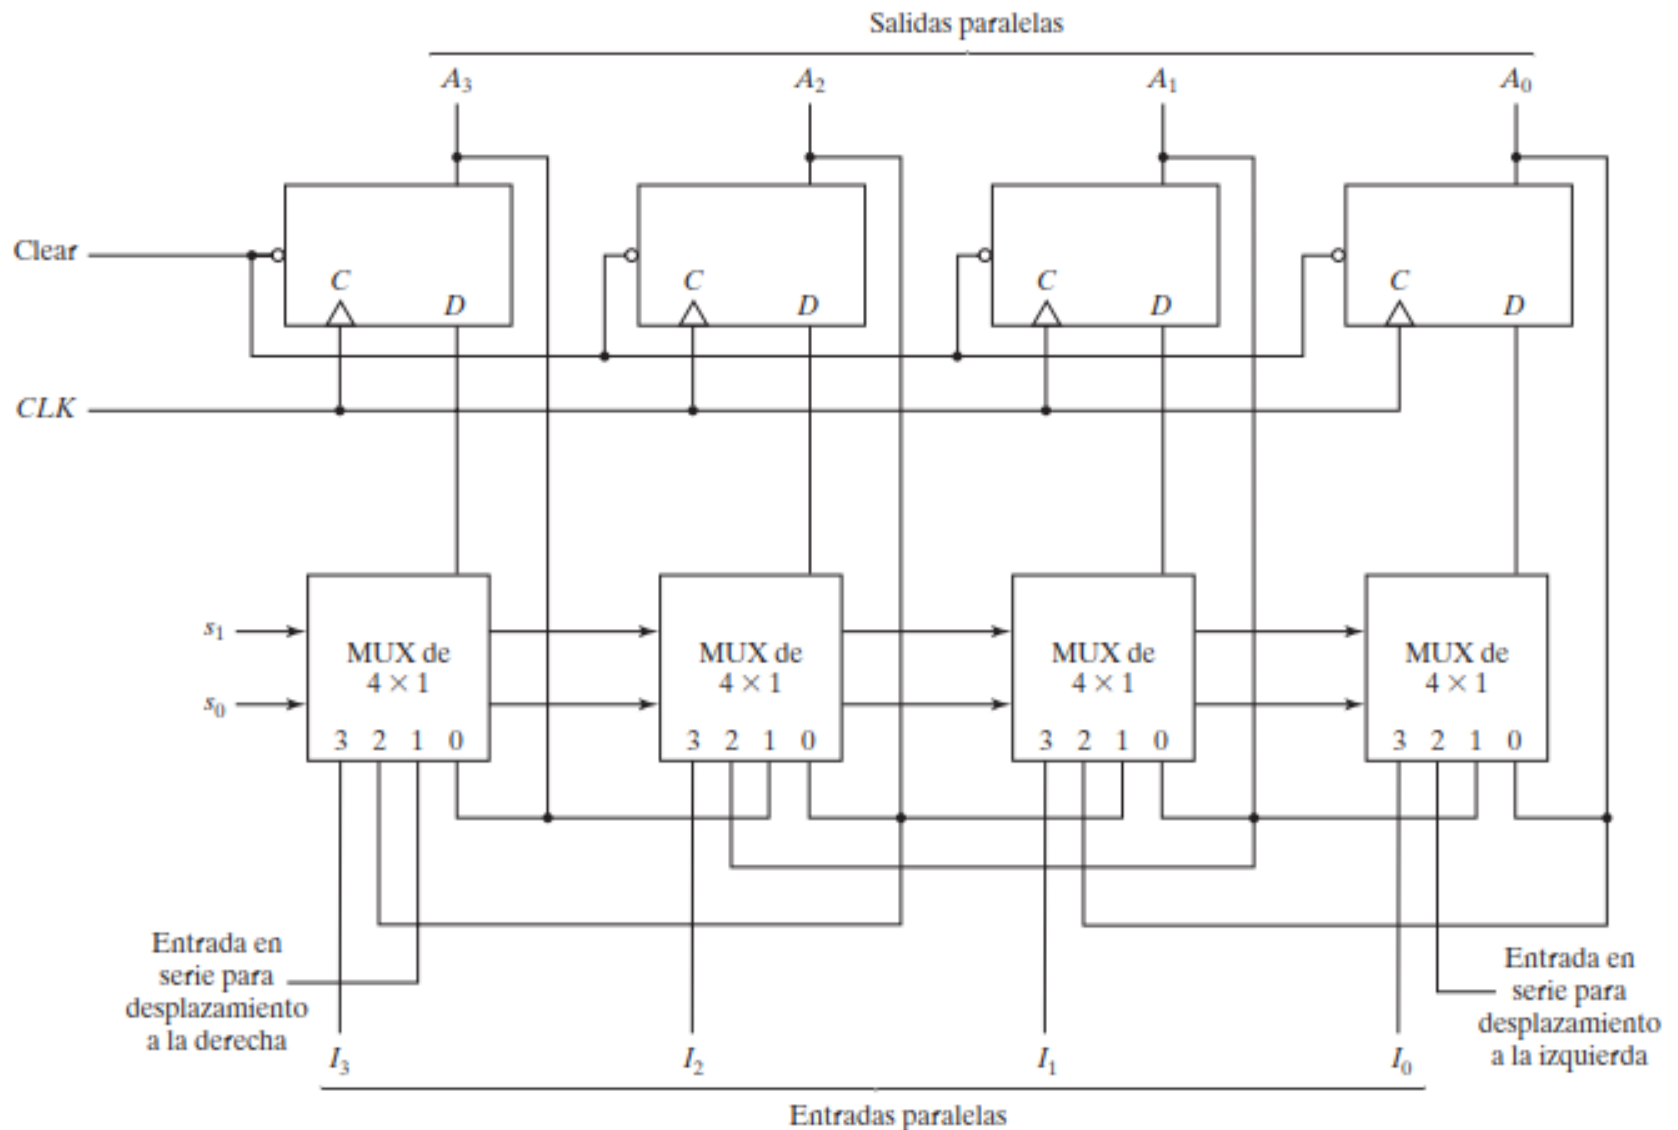 Salidas paralelas
A3 A2 A1 A0
Clear
C D C D C D C D
CLK
s1
s0
MUX de
4 × 1
MUX de
4 × 1
MUX de
4 × 1
MUX de
4 × 1
3 2 1 0 3 2 1 0 3 2 1 0 3 2 1 0
Entrada en
serie para
desplazamiento
a la derecha
Entrada en
serie para
desplazamiento
a la izquierda
I3 I2 I1 I0
Entradas paralelas